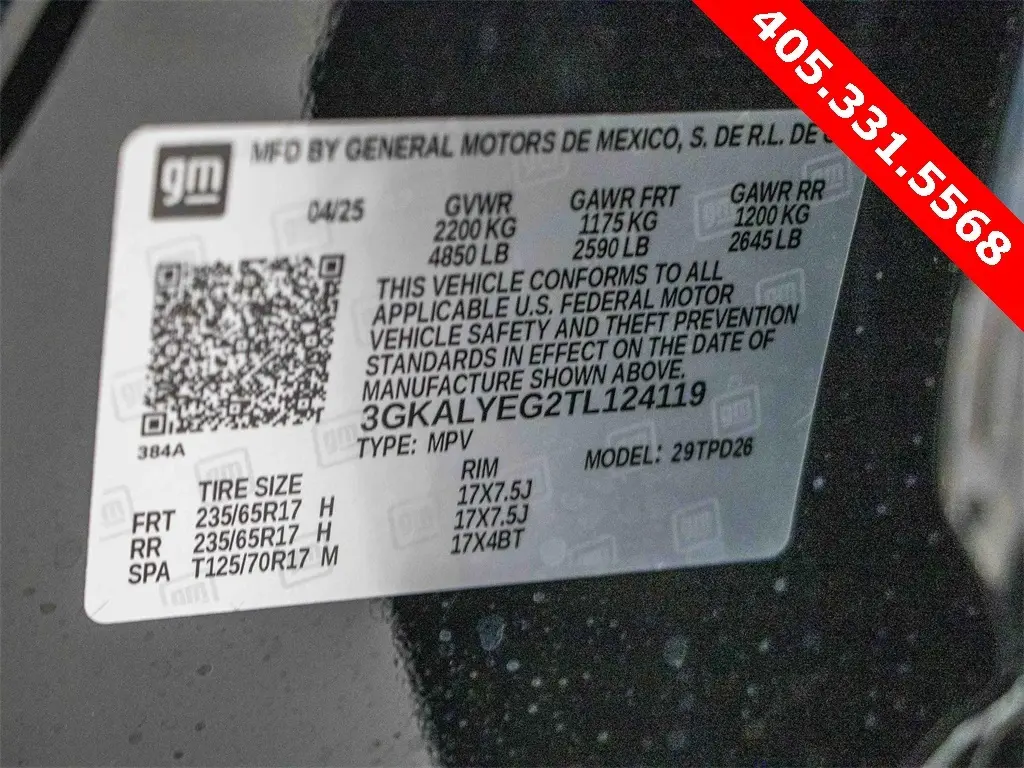 405.331.5568
gm
MFD BY GENERAL MOTORS DE MEXICO, S. DE R.L. DE
04/25
GVWR GAWR FRT GAWR RR
2200 KG 1175 KG 1200 KG
4850 LB 2590 LB 2645 LB
THIS VEHICLE CONFORMS TO ALL
APPLICABLE U.S. FEDERAL MOTOR
VEHICLE SAFETY AND THEFT PREVENTION
STANDARDS IN EFFECT ON THE DATE OF
MANUFACTURE SHOWN ABOVE.
3GKALYEG2TL124119
384A
TYPE: MPV MODEL: 29TPD26
TIRE SIZE RIM
FRT 235/65R17 H 17X7.5J
RR 235/65R17 H 17X7.5J
SPA T125/70R17 M 17X4BT